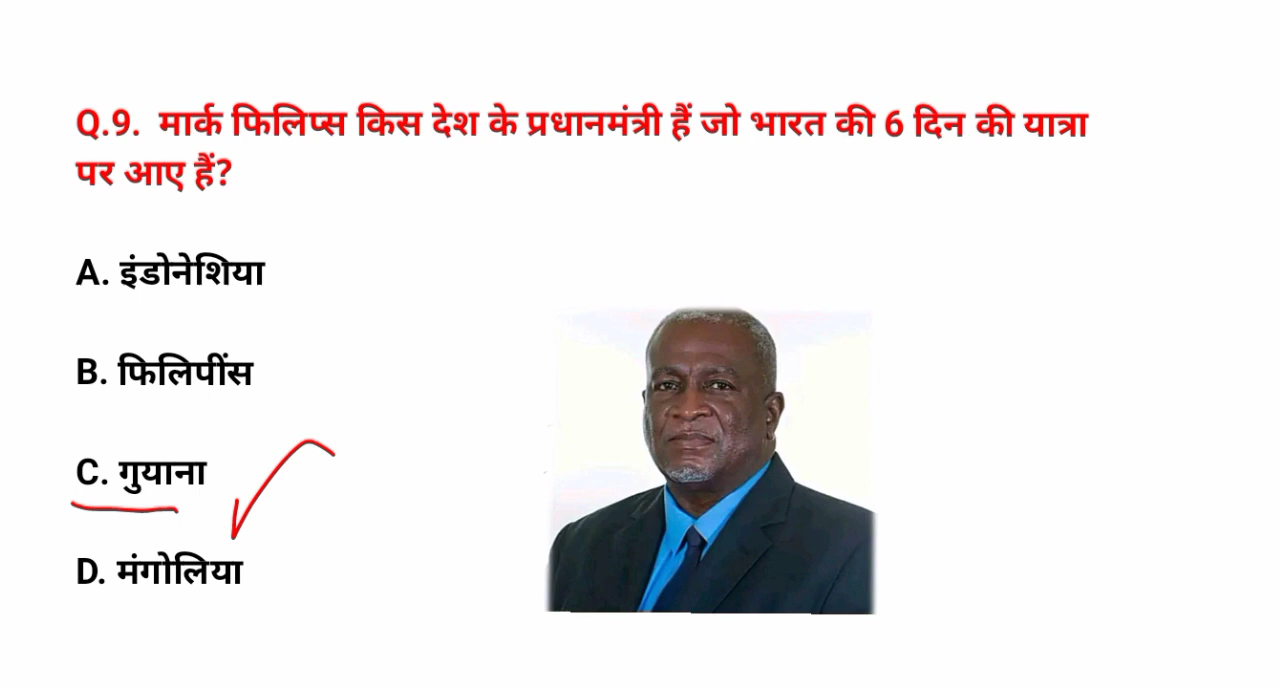 Q.9. मार्क फिलिप्स किस देश के प्रधानमंत्री हैं जो भारत की 6 दिन की यात्रा
पर आए हैं?
A. इंडोनेशिया
B. फिलिपींस
C. गुयाना
D. मंगोलिया